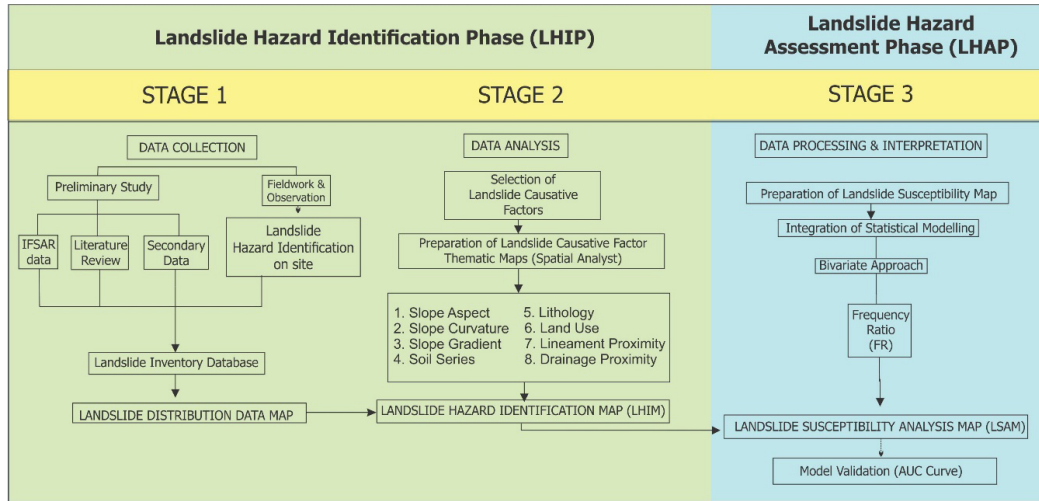 Landslide Hazard Identification Phase (LHIP)
Landslide Hazard
Assessment Phase (LHAP)
STAGE 1
STAGE 2
STAGE 3
DATA COLLECTION
Preliminary Study
Fieldwork &
Observation
IFSAR
data
Literature
Review
Secondary
Data
Landslide
Hazard Identification
on site
Landslide Inventory Database
LANDSLIDE DISTRIBUTION DATA MAP
DATA ANALYSIS
Selection of
Landslide Causative
Factors
Preparation of Landslide Causative Factor
Thematic Maps (Spatial Analyst)
1. Slope Aspect
2. Slope Curvature
3. Slope Gradient
4. Soil Series
5. Lithology
6. Land Use
7. Lineament Proximity
8. Drainage Proximity
LANDSLIDE HAZARD IDENTIFICATION MAP (LHIM)
DATA PROCESSING & INTERPRETATION
Preparation of Landslide Susceptibility Map
Integration of Statistical Modelling
Bivariate Approach
Frequency
Ratio
(FR)
LANDSLIDE SUSCEPTIBILITY ANALYSIS MAP (LSAM)
Model Validation (AUC Curve)